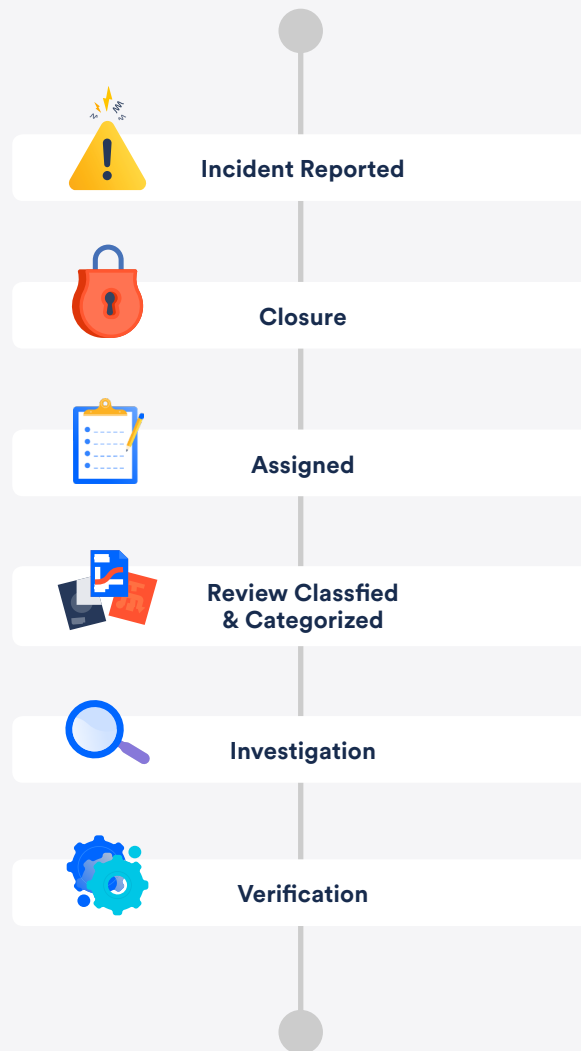 Incident Reported
Closure
Assigned
Review Classfied
& Categorized
Investigation
Verification